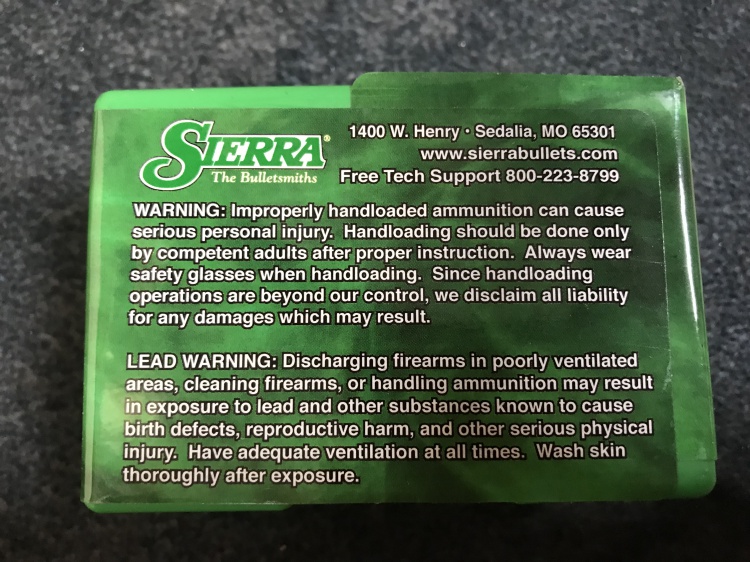 SIERRA®
The Bulletsmiths
1400 W. Henry • Sedalia, MO 65301
www.sierrabullets.com
Free Tech Support 800-223-8799
WARNING: Improperly handloaded ammunition can cause
serious personal injury. Handloading should be done only
by competent adults after proper instruction. Always wear
safety glasses when handloading. Since handloading
operations are beyond our control, we disclaim all liability
for any damages which may result.
LEAD WARNING: Discharging firearms in poorly ventilated
areas, cleaning firearms, or handling ammunition may result
in exposure to lead and other substances known to cause
birth defects, reproductive harm, and other serious physical
injury. Have adequate ventilation at all times. Wash skin
thoroughly after exposure.